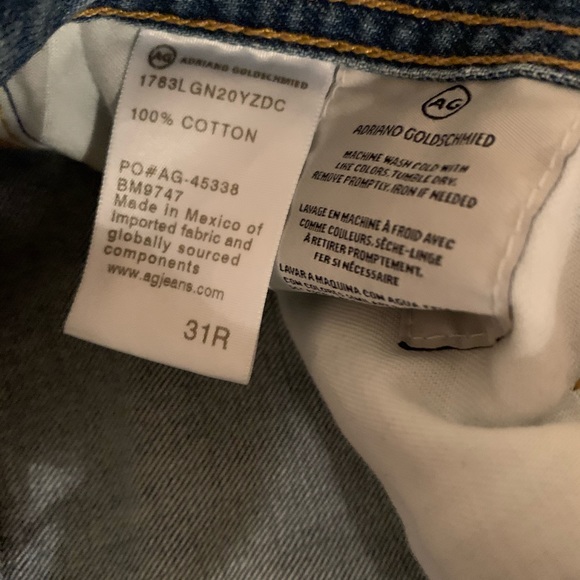 AG ADRIANO GOLDSCHMIED
1783LGN20YZDC
100% COTTON
PO#AG-45338
BM9747
Made in Mexico of
imported fabric and
globally sourced
components
www.agjeans.com
31R
AG
ADRIANO GOLDSCHMIED
MACHINE WASH COLD WITH
LIKE COLORS. TUMBLE DRY.
REMOVE PROMPTLY. IRON IF NEEDED
LAVAGE EN MACHINE À FROID AVEC
COMME COULEURS. SÈCHE-LINGE
À RETIRER PROMPTEMENT.
FER SI NÉCESSAIRE
LAVAR A MAQUINA CON AGUA
CON COLORES